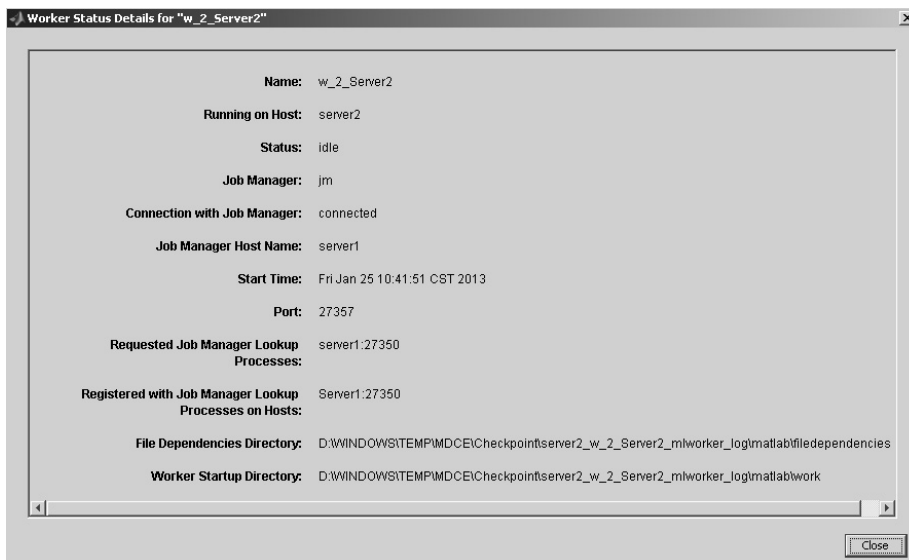 Worker Status Details for "w_2_Server2"
Name: w_2_Server2
Running on Host: server2
Status: idle
Job Manager: jm
Connection with Job Manager: connected
Job Manager Host Name: server1
Start Time: Fri Jan 25 10:41:51 CST 2013
Port: 27357
Requested Job Manager Lookup server1:27350
Processes:
Registered with Job Manager Lookup Server1:27350
Processes on Hosts:
File Dependencies Directory: D:\WINDOWS\TEMP\MDCE\Checkpoint\server2_w_2_Server2_mlworker_log\matlab\filedependencies
Worker Startup Directory: D:\WINDOWS\TEMP\MDCE\Checkpoint\server2_w_2_Server2_mlworker_log\matlab\work
Close